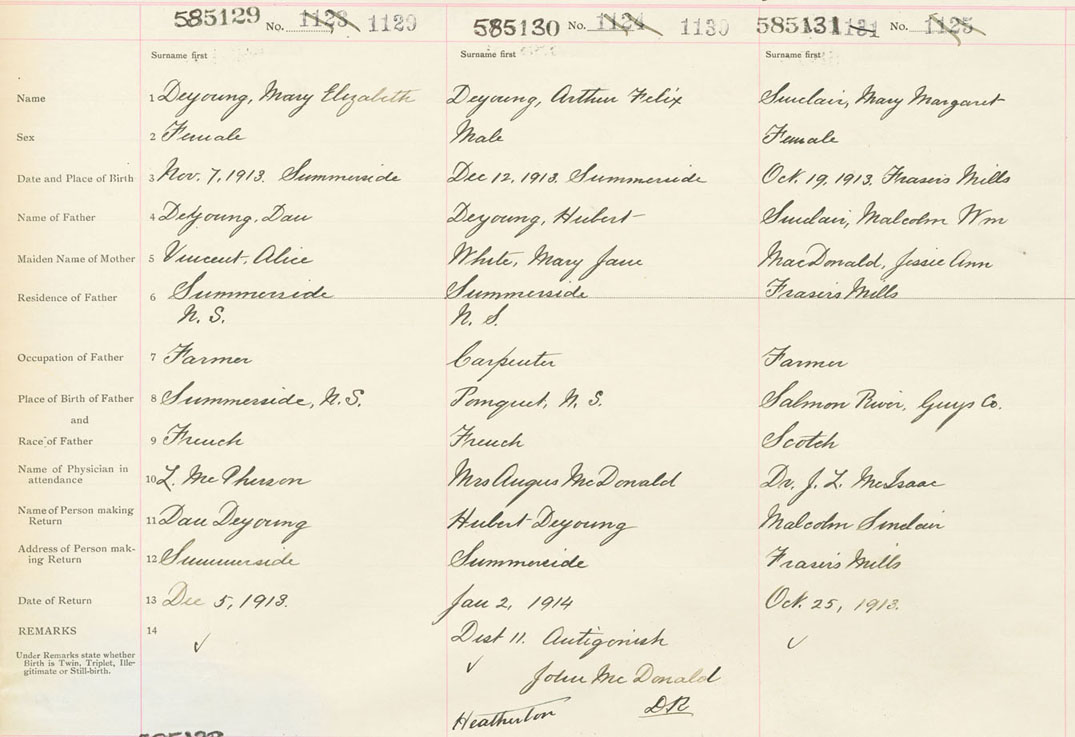 585129 No. 1128 1129 585130 No. 1124 1130 585131 1131 No. 1125
Surname first Surname first Surname first
Name 1 Deyoung, Mary Elizabeth Deyoung, Arthur Felix Sinclair, Mary Margaret
Sex 2 Female Male Female
Date and Place of Birth 3 Nov. 7, 1913. Summerside Dec 12, 1913. Summerside Oct. 19, 1913. Frasers Mills
Name of Father 4 Deyoung, Dan Deyoung, Hubert Sinclair, Malcolm Wm
Maiden Name of Mother 5 Vincent, Alice White, Mary Jane MacDonald, Jessie Ann
Residence of Father 6 Summerside Summerside Frasers Mills
N. S. N. S.
Occupation of Father 7 Farmer Carpenter Farmer
Place of Birth of Father 8 Summerside, N. S. Pomquet, N. S. Salmon River, Guys Co.
and
Race of Father 9 French French Scotch
Name of Physician in
attendance 10 L. McPherson Mrs Angus McDonald Dr. J. L. McIsaac
Name of Person making
Return 11 Dan Deyoung Hubert Deyoung Malcolm Sinclair
Address of Person mak-
ing Return 12 Summerside Summerside Frasers Mills
Date of Return 13 Dec 5, 1913. Jan 2, 1914 Oct. 25, 1913.
REMARKS 14 Dist 11. Antigonish
Under Remarks state whether
Birth is Twin, Triplet, Ille-
gitimate or Still-birth.
John McDonald
Heatherton DR